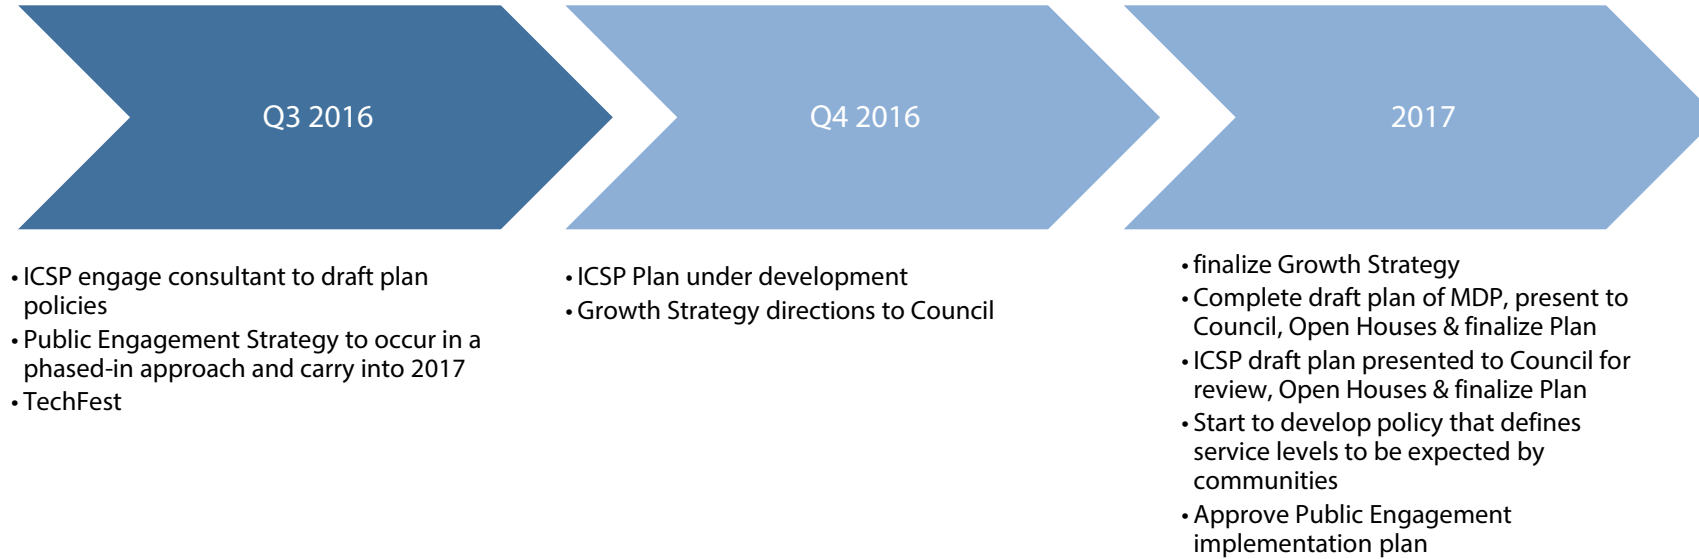 Q3 2016
• ICSP engage consultant to draft plan
policies
• Public Engagement Strategy to occur in a
phased-in approach and carry into 2017
• TechFest
Q4 2016
• ICSP Plan under development
• Growth Strategy directions to Council
2017
• finalize Growth Strategy
• Complete draft plan of MDP, present to
Council, Open Houses & finalize Plan
• ICSP draft plan presented to Council for
review, Open Houses & finalize Plan
• Start to develop policy that defines
service levels to be expected by
communities
• Approve Public Engagement
implementation plan